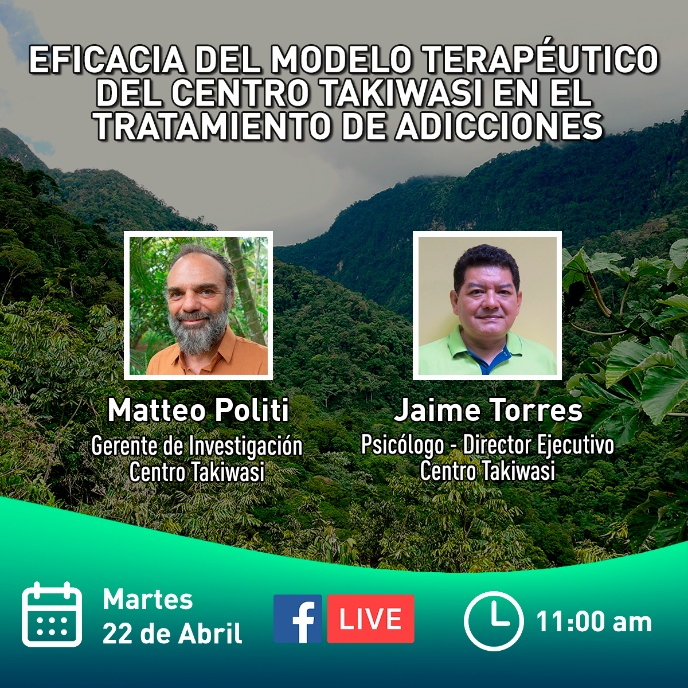 EFICACIA DEL MODELO TERAPÉUTICO
DEL CENTRO TAKIWASI EN EL
TRATAMIENTO DE ADICCIONES
Matteo Politi
Gerente de Investigación
Centro Takiwasi
Jaime Torres
Psicólogo - Director Ejecutivo
Centro Takiwasi
Martes
22 de Abril
f LIVE
11:00 am